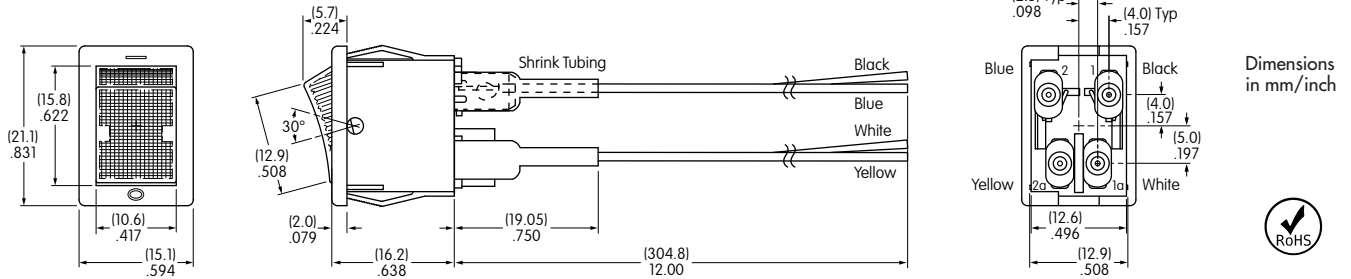 (21.1)
.831
(15.8)
.622
(10.6)
.417
(15.1)
.594
(5.7)
.224
30°
(12.9)
.508
(2.0)
.079
(16.2)
.638
Shrink Tubing
(19.05)
.750
(304.8)
12.00
Black
Blue
White
Yellow
.098
(4.0) Typ
.157
Blue
2
1
Black
(4.0)
.157
(5.0)
.197
Yellow
2a
1a
White
(12.6)
.496
(12.9)
.508
Dimensions
in mm/inch
RoHS